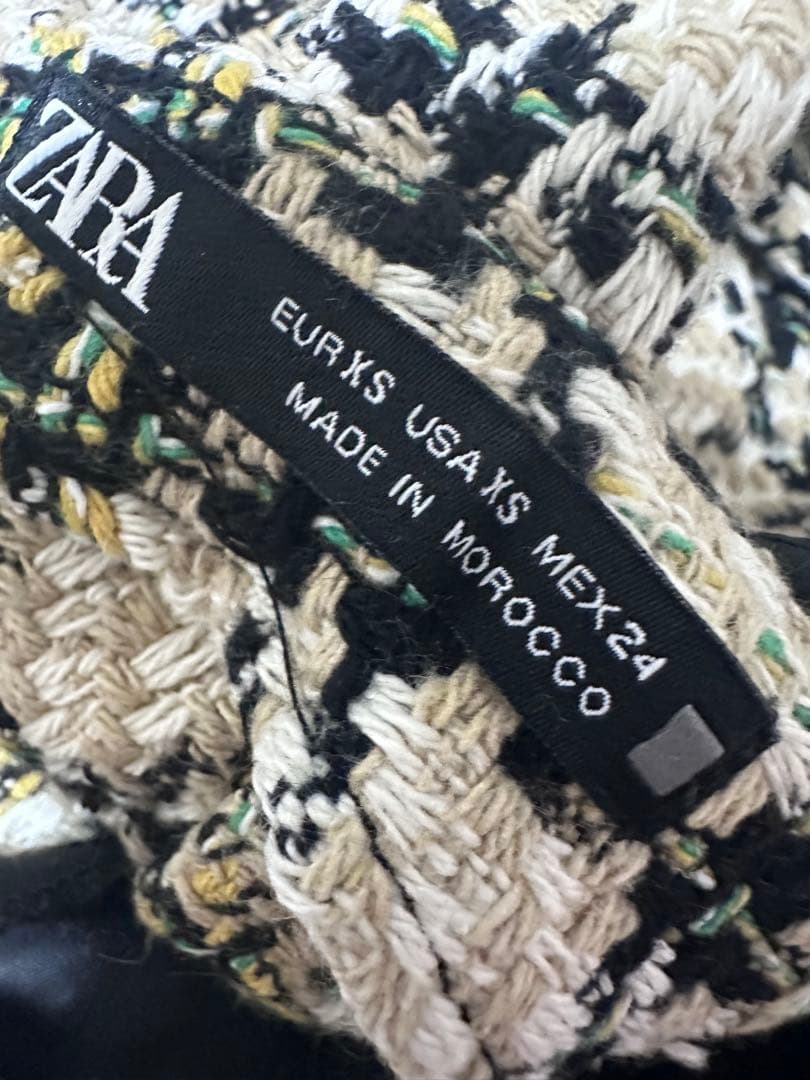 ZARA
EUR XS USA XS MEX 24
MADE IN MOROCCO